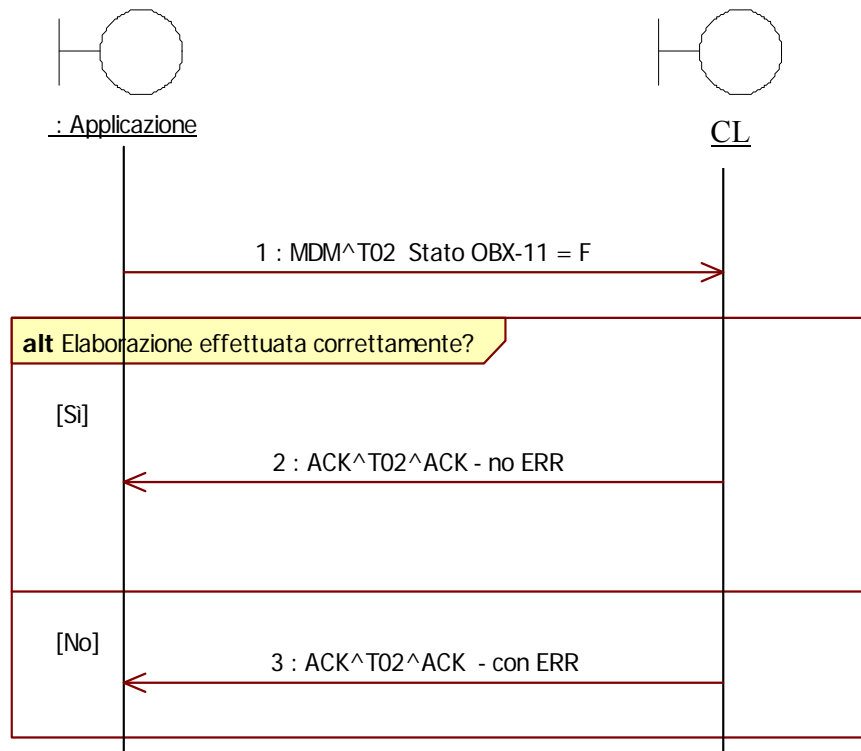 : Applicazione
CL
1 : MDM^T02 Stato OBX-11 = F
alt Elaborazione effettuata correttamente?
[Sì]
2 : ACK^T02^ACK - no ERR
[No]
3 : ACK^T02^ACK - con ERR